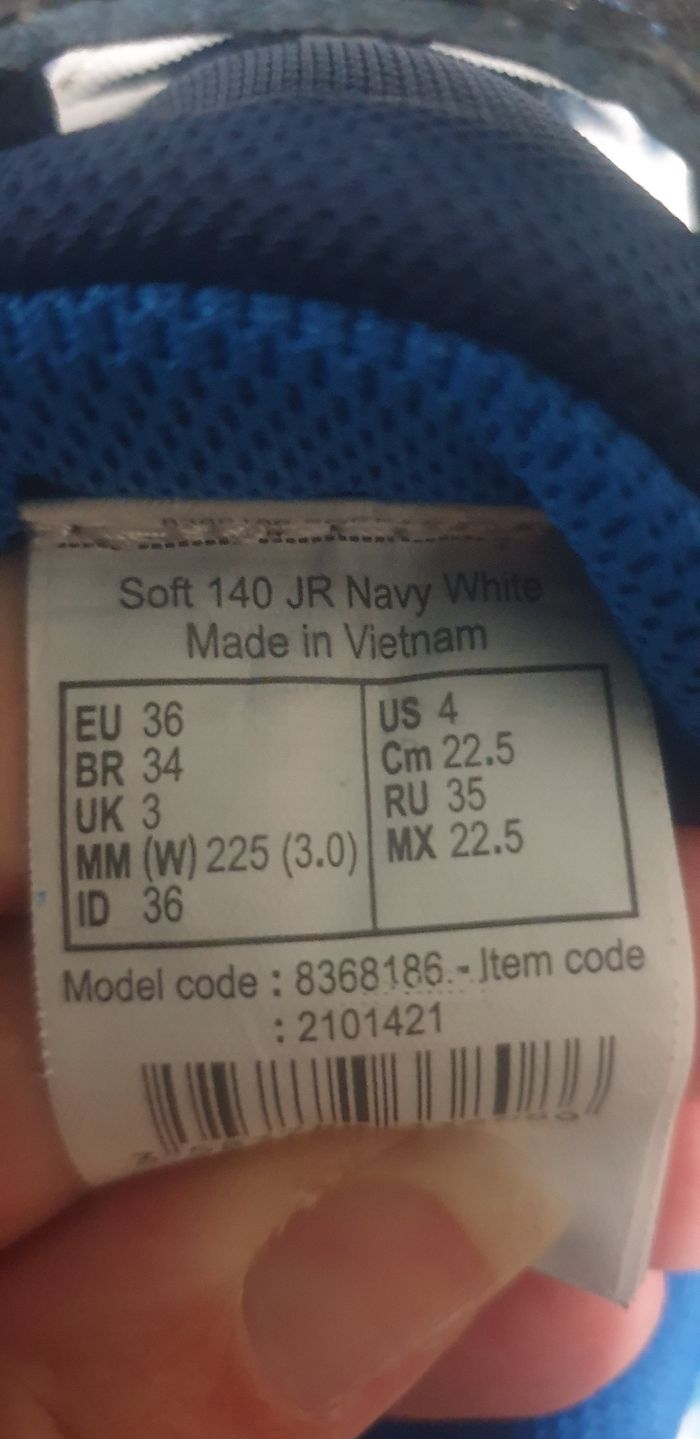 Soft 140 JR Navy White
Made in Vietnam
EU 36
BR 34
UK 3
MM (W) 225 (3.0)
ID 36
US 4
Cm 22.5
RU 35
MX 22.5
Model code : 8368186 - Item code
: 2101421